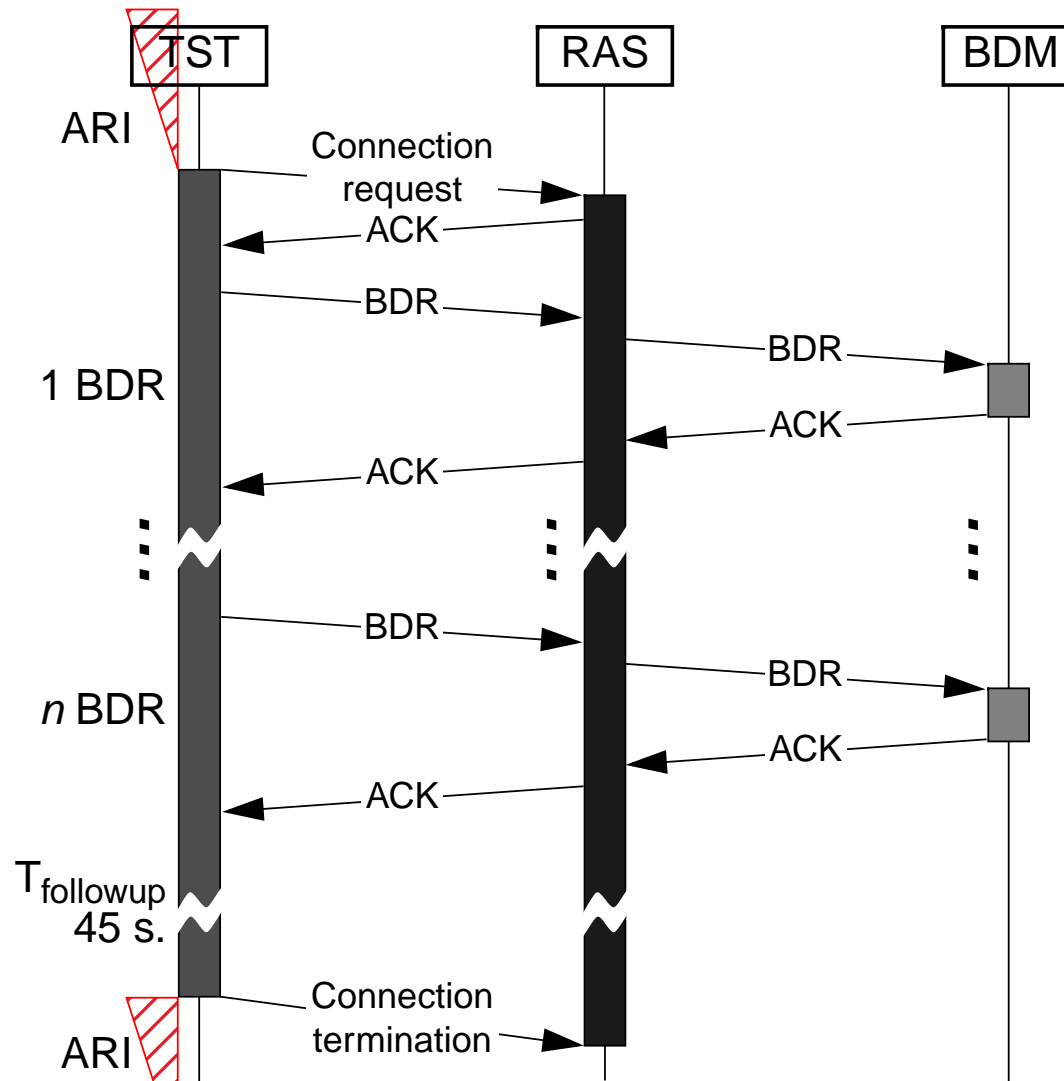 TST
RAS
BDM
ARI
Connection
request
ACK
BDR
BDR
1 BDR
ACK
ACK
BDR
BDR
n BDR
ACK
ACK
Tfollowup
45 s.
Connection
termination
ARI